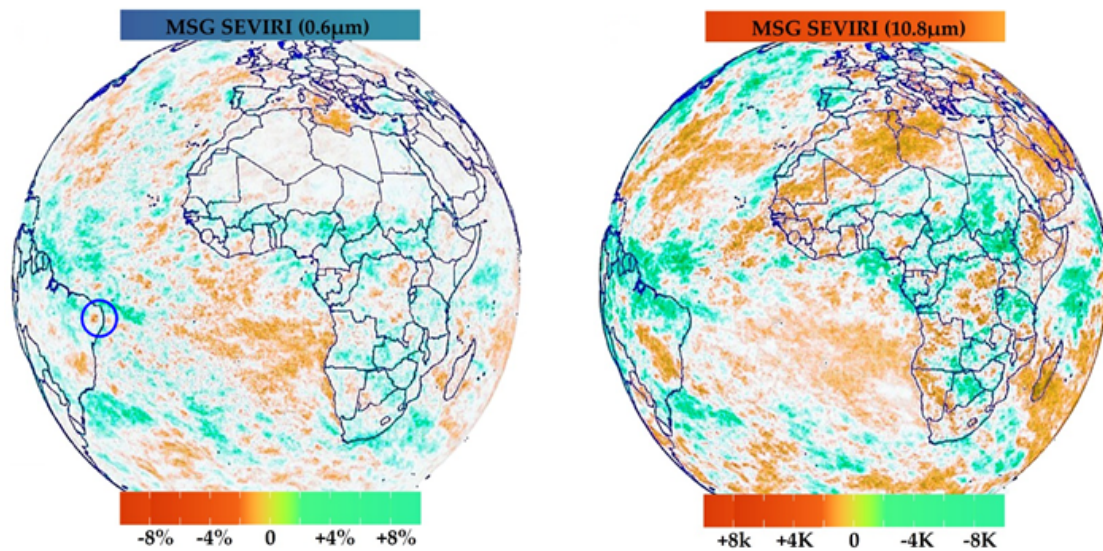 MSG SEVIRI (0.6μm)
MSG SEVIRI (10.8μm)
-8% -4% 0 +4% +8%
+8k +4K 0 -4K -8K